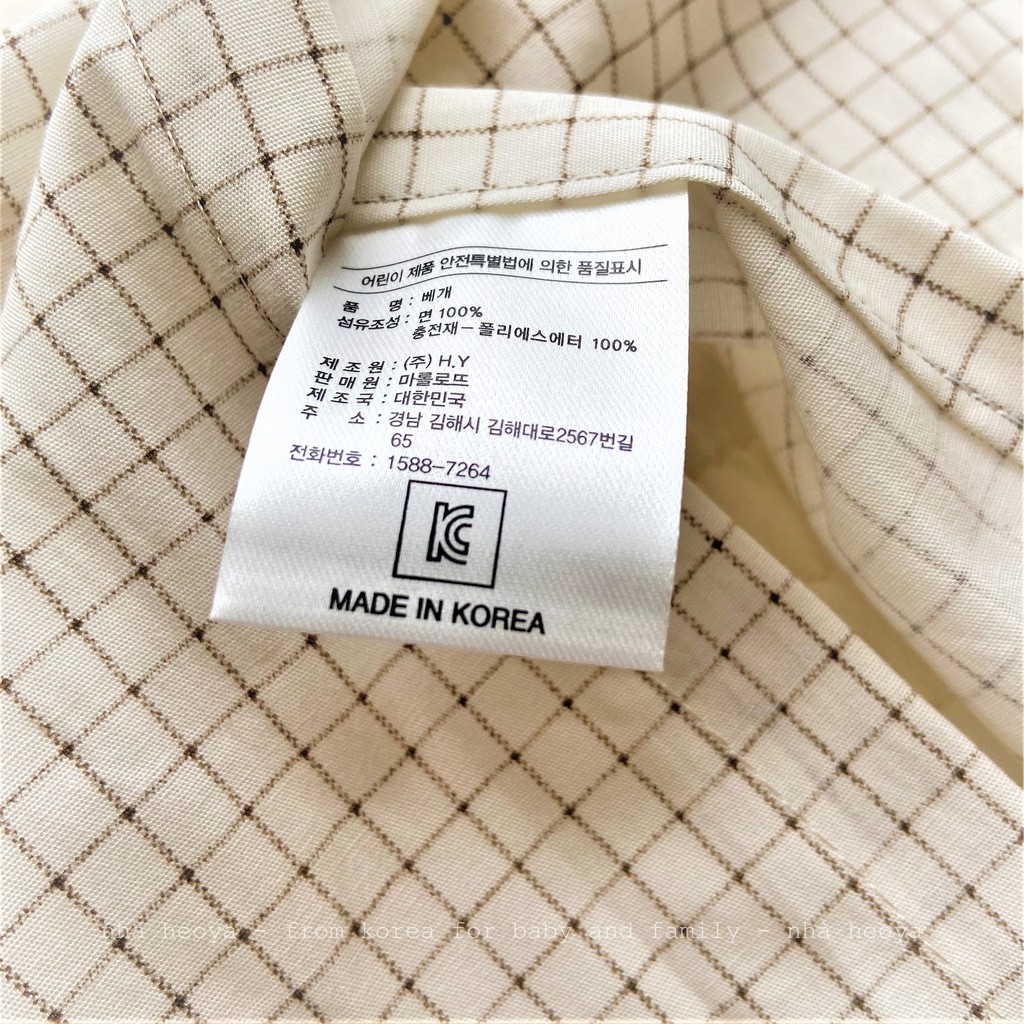 어린이 제품 안전특별법에 의한 품질표시
품 명 : 베개
섬유조성 : 면 100%
충전재 - 폴리에스에터 100%
제 조 원 : (주) H.Y
판 매 원 : 마롤로뜨
제 조 국 : 대한민국
주 소 : 경남 김해시 김해대로2567번길
65
전화번호 : 1588-7264
KC
MADE IN KOREA
nha heoya - from korea for baby and family - nha heoya